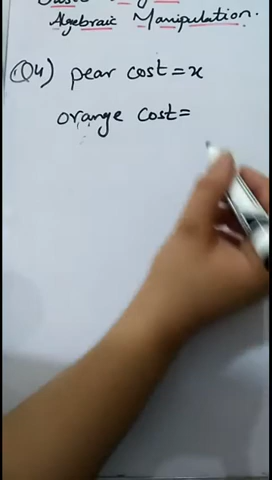 Algebraic Manipulation.
Q4) pear cost = x
orange cost =